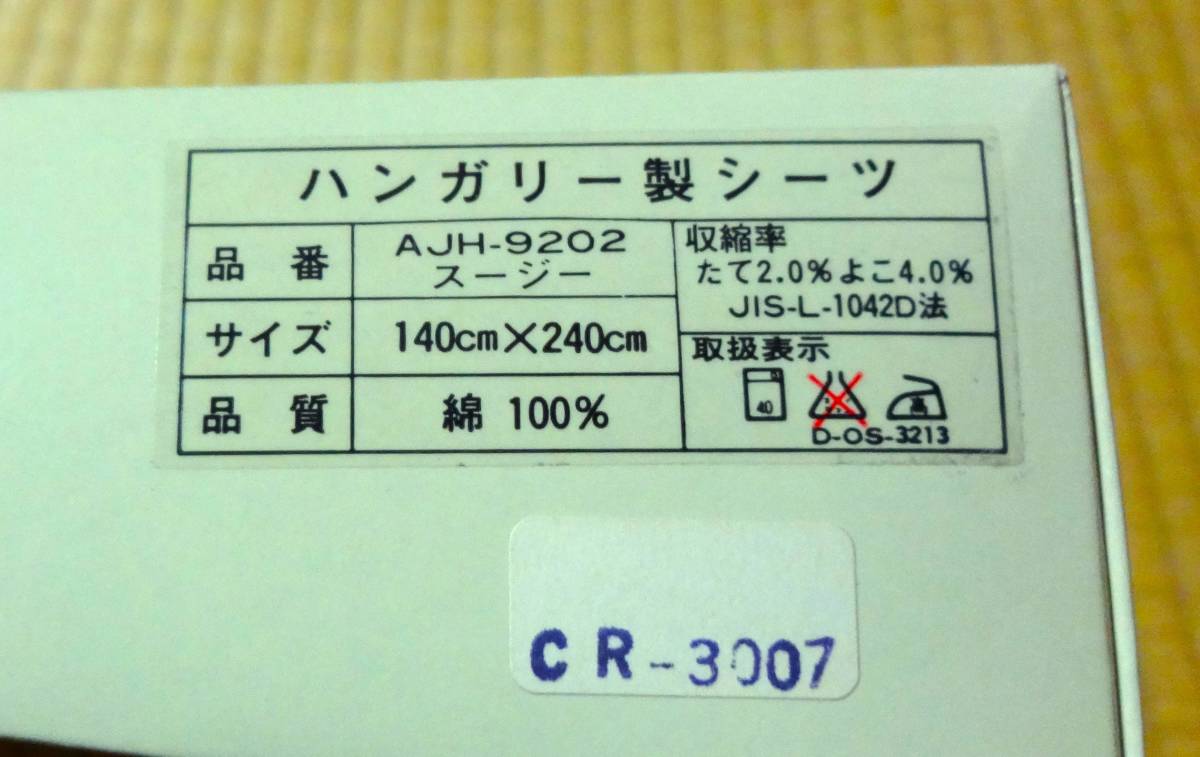 ハンガリー製シーツ
品番
AJH-9202
スージー
サイズ
140cm×240cm
品質
綿 100%
収縮率
たて2.0%よこ4.0%
JIS-L-1042D法
取扱表示
40
高
D-OS-3213
CR-3007